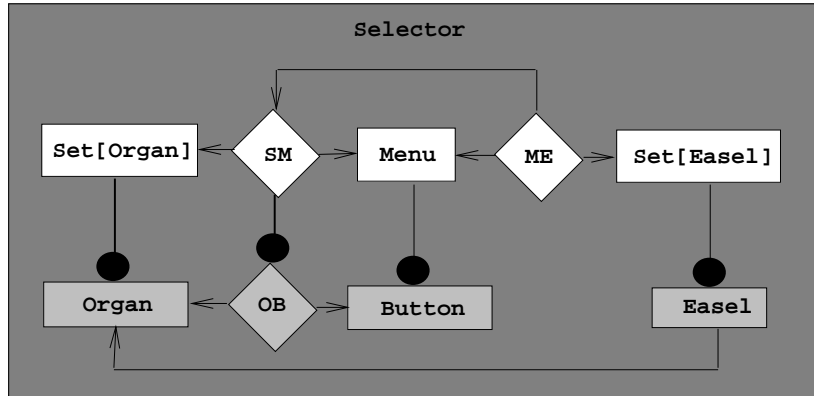 Selector
Set[Organ]
SM
Menu
ME
Set[Easel]
Organ
OB
Button
Easel